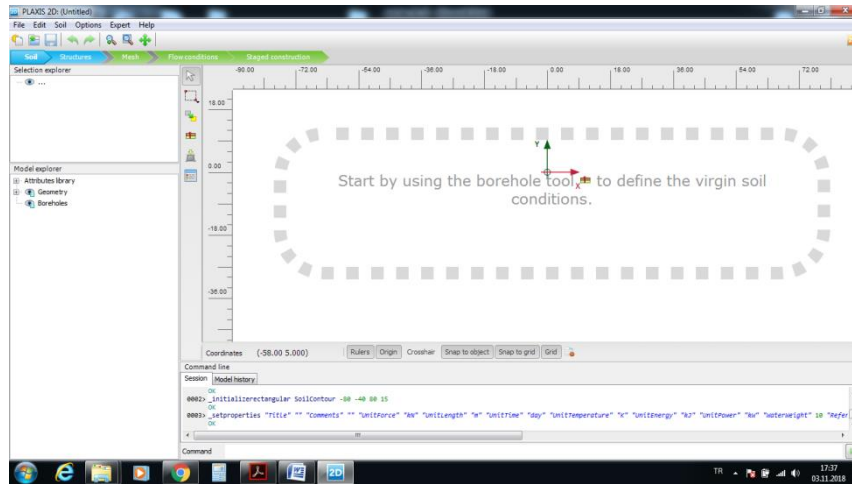 PLAXIS 2D: (Untitled)
File Edit Soil Options Expert Help
Soil Structures Mesh Flow conditions Staged construction
Selection explorer
...
Model explorer
Attributes library
Geometry
Boreholes
-90.00 -72.00 -54.00 -36.00 -18.00 0.00 18.00 36.00 54.00 72.00
18.00
0.00
-18.00
-36.00
Y
X
Start by using the borehole tool to define the virgin soil
conditions.
Coordinates (-58.00 5.000) Rulers Origin Crosshair Snap to object Snap to grid Grid
Command line
Session Model history
OK
0002> _initializerectangular SoilContour -80 -40 80 15
OK
0003> _setproperties "Title" "" "Comments" "" "UnitForce" "kN" "UnitLength" "m" "UnitTime" "day" "UnitTemperature" "K" "UnitEnergy" "kJ" "UnitPower" "kW" "WaterWeight" 10 "Refer
OK
Command
2D
TR
17:37
03.11.2018